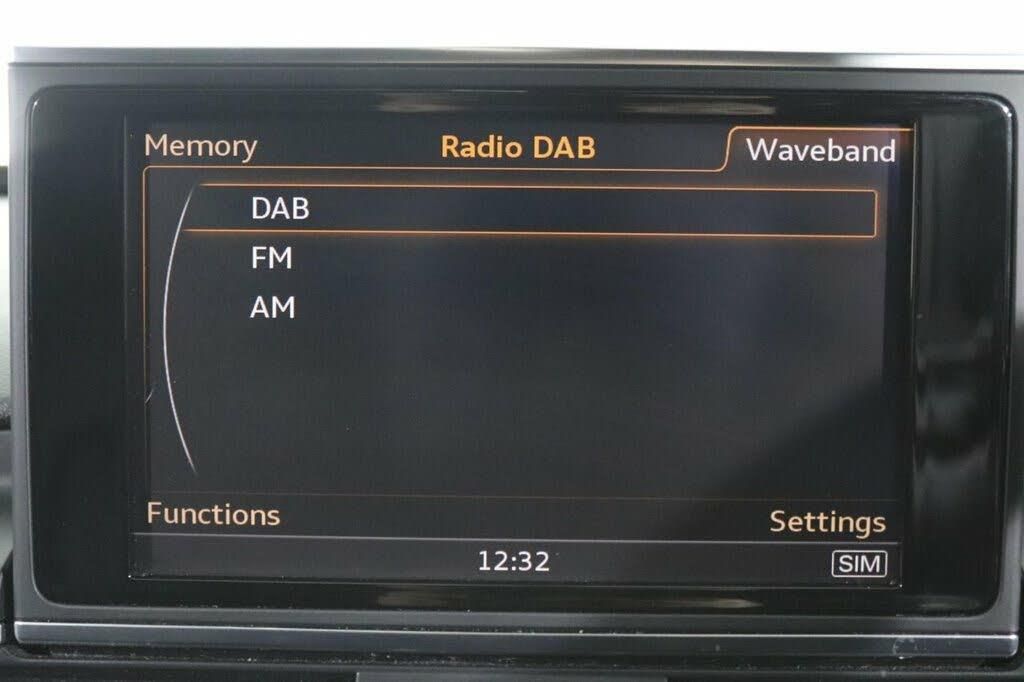 Memory Radio DAB Waveband
DAB
FM
AM
Functions Settings
12:32 SIM